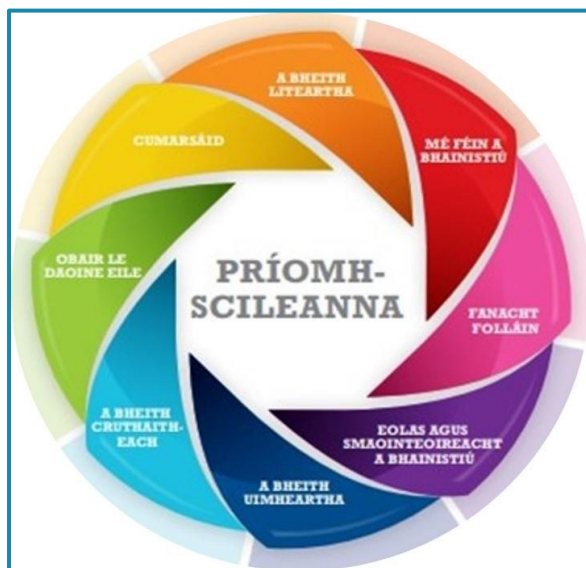 A BHEITH
LITEARTHA
MÉ FÉIN A
BHAINISTIÚ
FANACHT
FOLLÁIN
EOLAS AGUS
SMAOINTEOIREACHT
A BHAINISTIÚ
A BHEITH
UIMHEARTHA
A BHEITH
CRUTHAITH-
EACH
OBAIR LE
DAOINE EILE
CUMARSÁID
PRÍOMH-
SCILEANNA